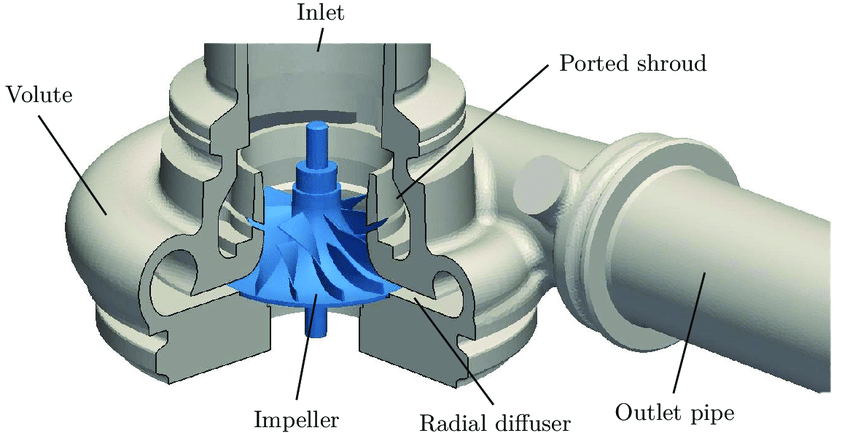 Inlet
Ported shroud
Volute
Impeller
Radial diffuser
Outlet pipe